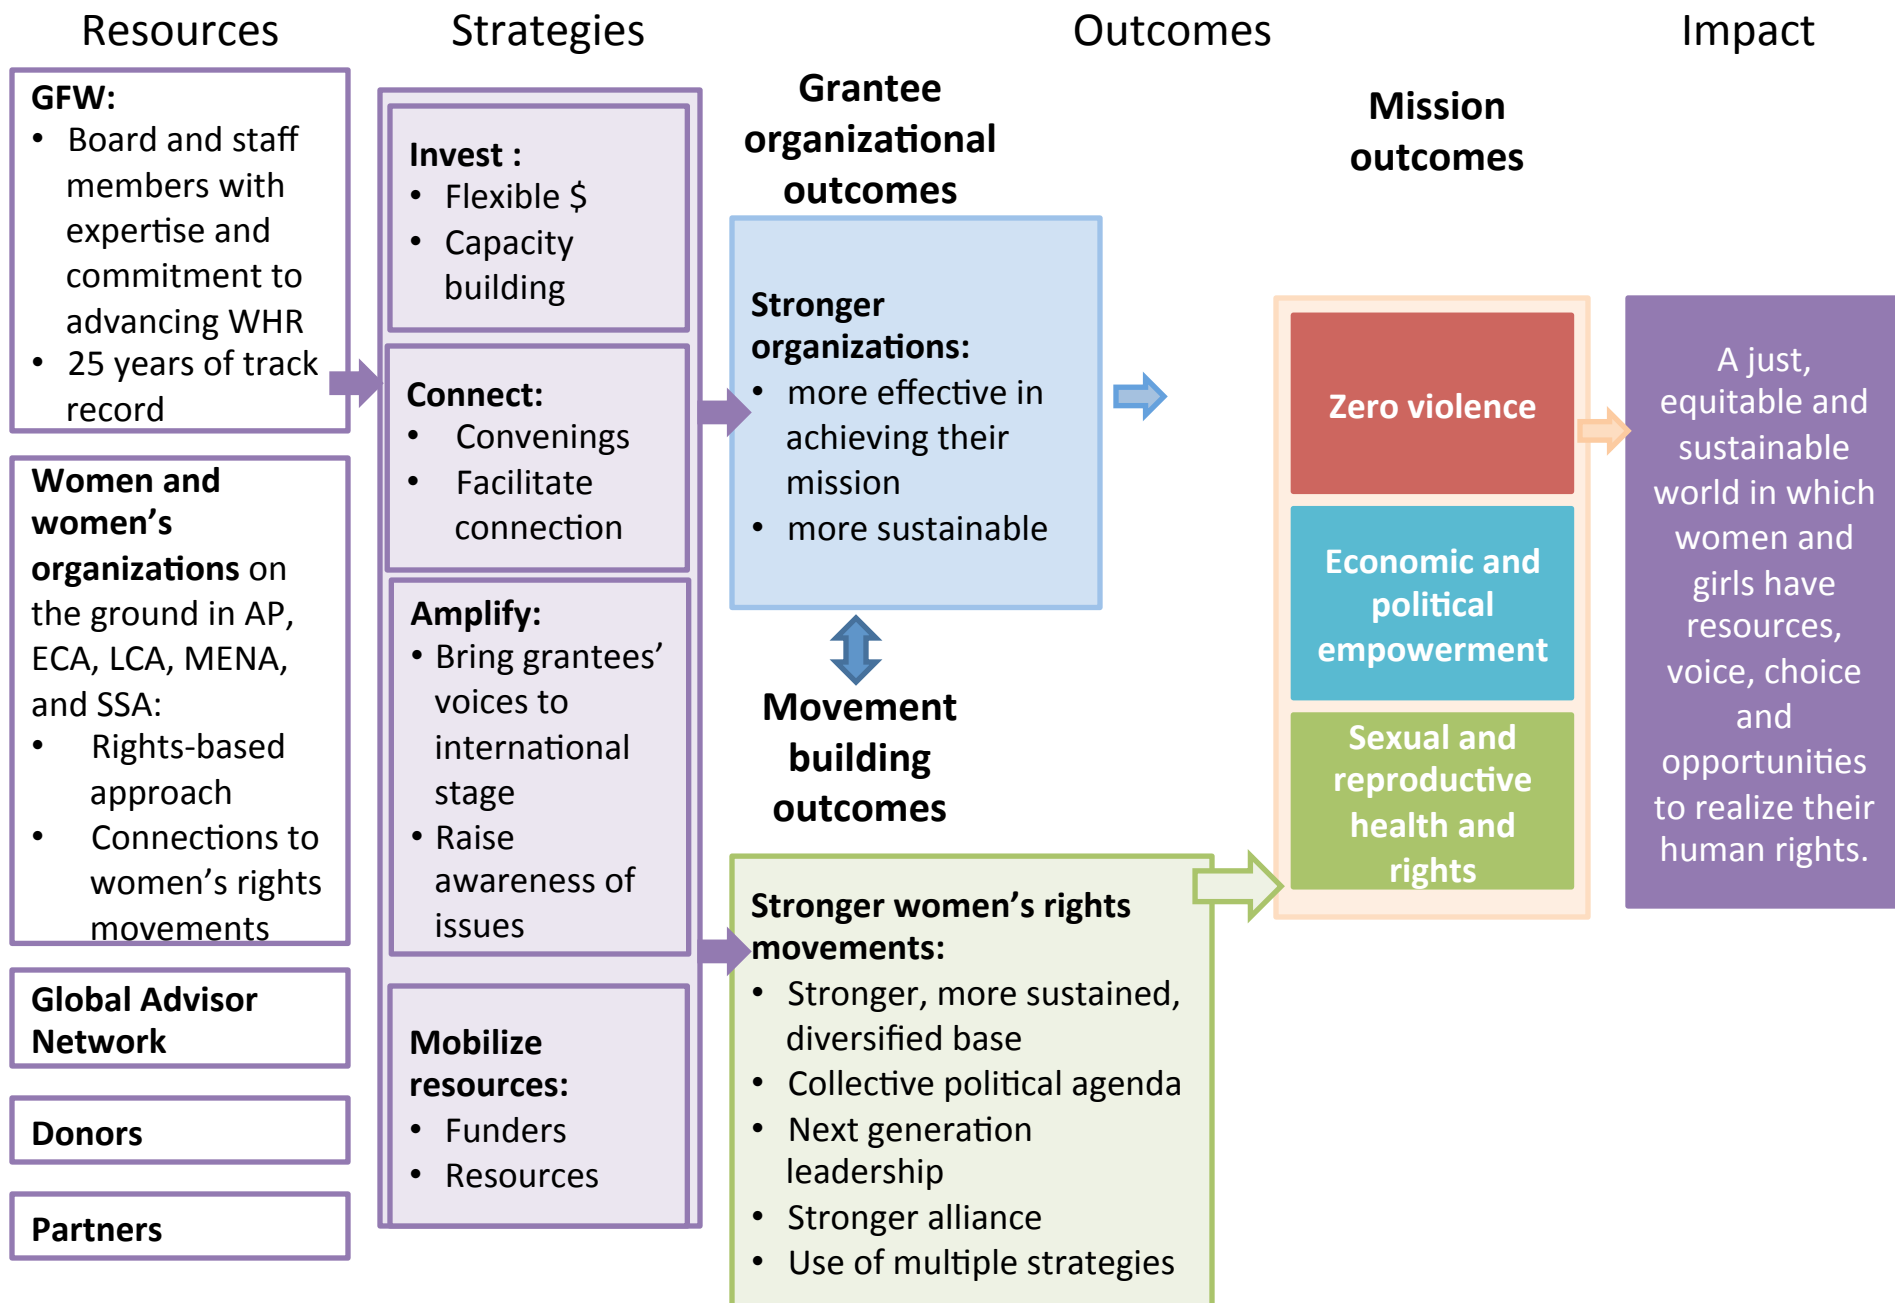 Resources
Strategies
Outcomes
Impact
GFW:
• Board and staff
members with
expertise and
commitment to
advancing WHR
• 25 years of track
record
Women and
women’s
organizations on
the ground in AP,
ECA, LCA, MENA,
and SSA:
• Rights-based
approach
• Connections to
women’s rights
movements
Global Advisor
Network
Donors
Partners
Invest :
• Flexible $
• Capacity
building
Connect:
• Convenings
• Facilitate
connection
Amplify:
• Bring grantees’
voices to
international
stage
• Raise
awareness of
issues
Mobilize
resources:
• Funders
• Resources
Grantee
organizational
outcomes
Stronger
organizations:
• more effective in
achieving their
mission
• more sustainable
Movement
building
outcomes
Stronger women’s rights
movements:
• Stronger, more sustained,
diversified base
• Collective political agenda
• Next generation
leadership
• Stronger alliance
• Use of multiple strategies
Mission
outcomes
Zero violence
Economic and
political
empowerment
Sexual and
reproductive
health and
rights
A just,
equitable and
sustainable
world in which
women and
girls have
resources,
voice, choice
and
opportunities
to realize their
human rights.